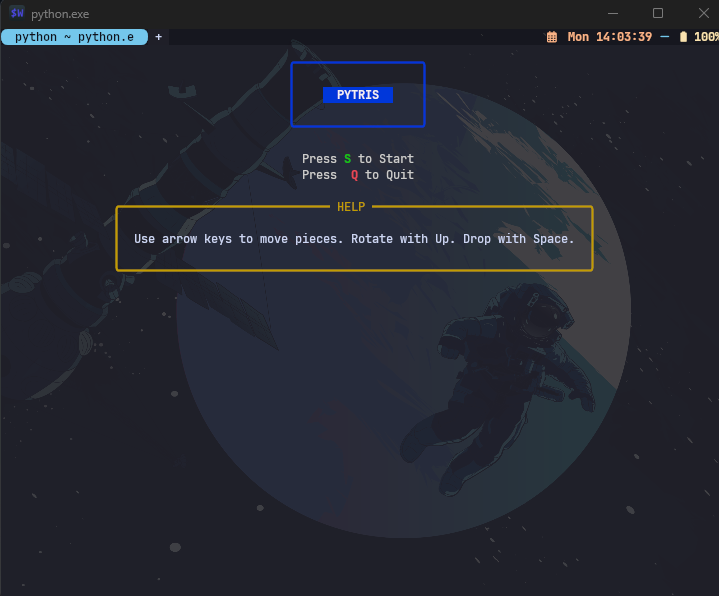 python.exe
python ~ python.e +
Mon 14:03:39 — 100%
PYTRIS
Press S to Start
Press  Q to Quit
HELP
Use arrow keys to move pieces. Rotate with Up. Drop with Space.